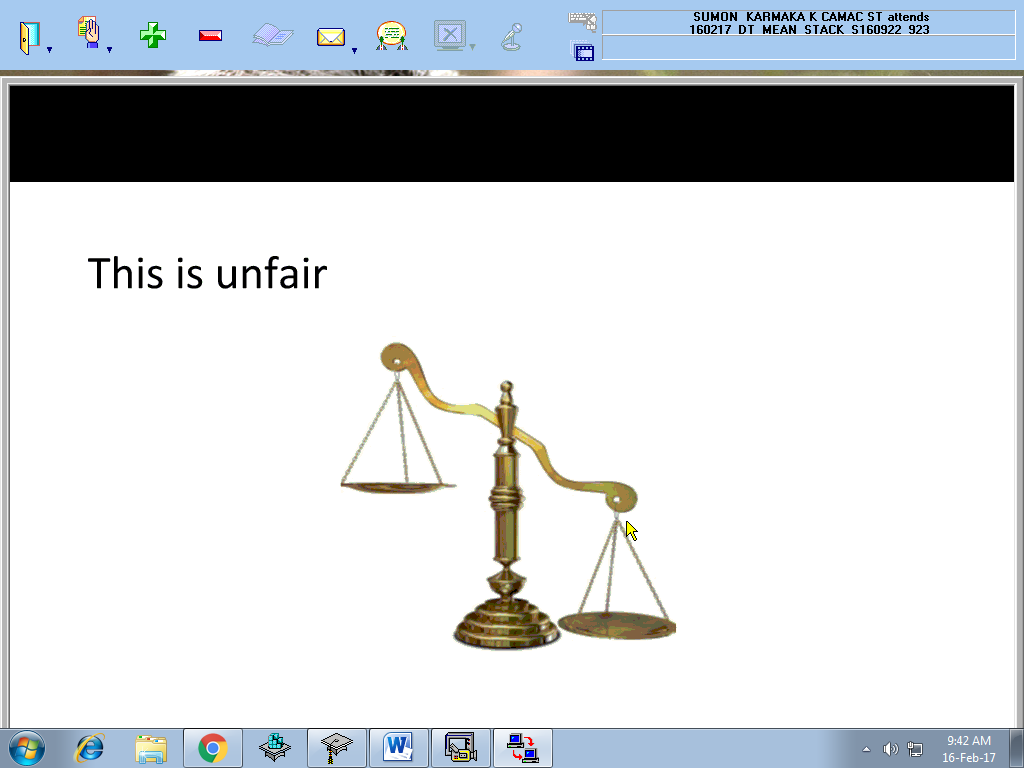 SUMON KARMAKA K CAMAC ST attends
160217 DT MEAN STACK S160922 923
This is unfair
9:42 AM
16-Feb-17